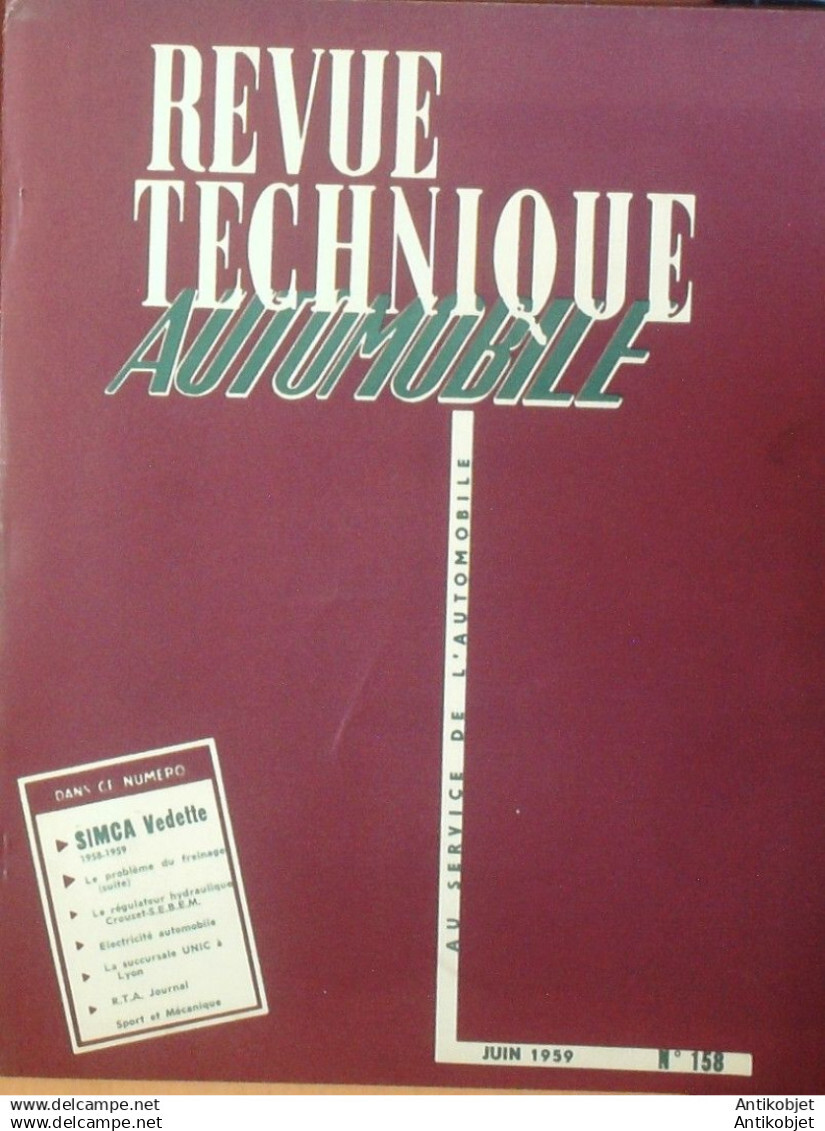 REVUE
TECHNIQUE
AUTOMOBILE
AU SERVICE DE L'AUTOMOBILE
DANS CE NUMERO
SIMCA Vedette
1958-1959
Le problème du freinage
(suite)
Le régulateur hydraulique
Crouzet-S.E.B.E.M.
Electricité automobile
La succursale UNIC à
Lyon
R.T.A. Journal
Sport et Mécanique
JUIN 1959 N° 158
www.delcampe.net Antikobjet
www.delcampe.net Antikobjet